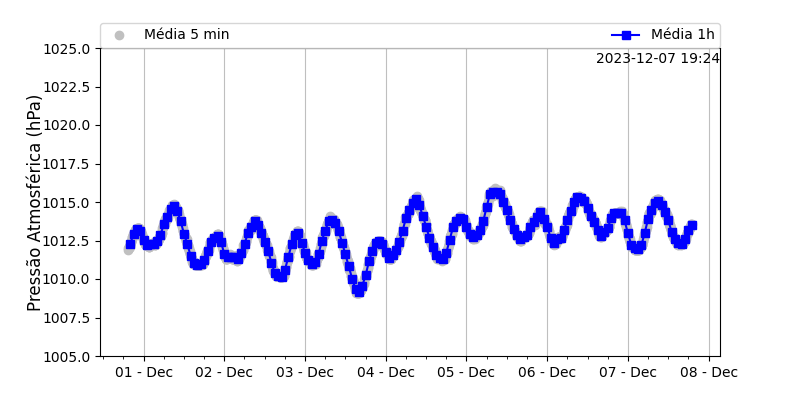 Média 5 min
Média 1h
2023-12-07 19:24
Pressão Atmosférica (hPa)
1025.0
1022.5
1020.0
1017.5
1015.0
1012.5
1010.0
1007.5
1005.0
01 - Dec
02 - Dec
03 - Dec
04 - Dec
05 - Dec
06 - Dec
07 - Dec
08 - Dec